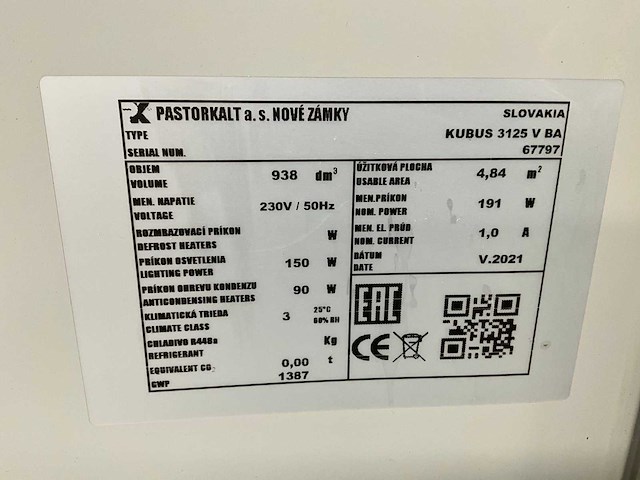 PK PASTORKALT a. s. NOVÉ ZÁMKY SLOVAKIA
TYPE KUBUS 3125 V BA
SERIAL NUM. 67797
OBJEM
VOLUME 938 dm³
MEN. NAPATIE
VOLTAGE 230V / 50Hz
ROZMRAZOVACÍ PRÍKON
DEFROST HEATERS W
PRÍKON OSVETLENIA
LIGHTING POWER 150 W
PRÍKON OHREVU KONDENZU
ANTICONDENSING HEATERS 90 W
KLIMATICKÁ TRIEDA
CLIMATE CLASS 3 25°C
60% RH
CHLADIVO R448a
REFRIGERANT Kg
EQUIVALENT CO₂ 0,00 t
GWP 1387
ÚŽITKOVÁ PLOCHA
USABLE AREA 4,84 m²
MEN.PRÍKON
NOM. POWER 191 W
MEN. EL. PRÚD
NOM. CURRENT 1,0 A
DÁTUM
DATE V.2021
EAC
CE